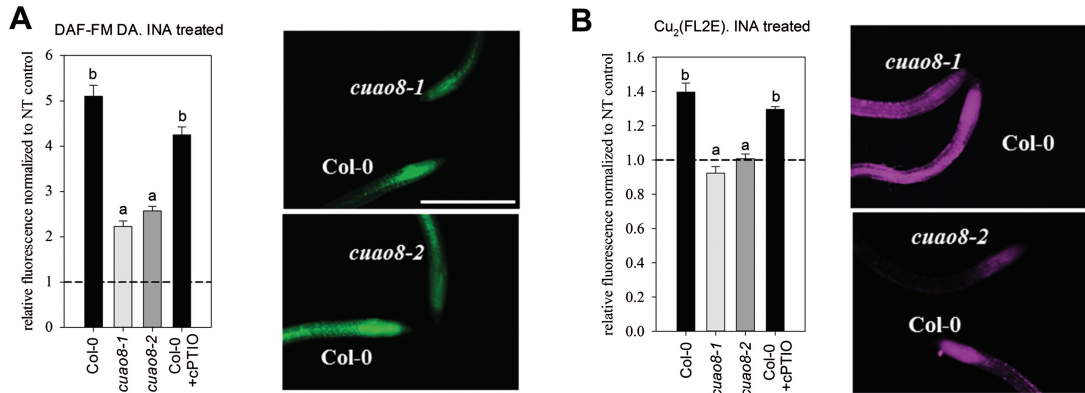 A
DAF-FM DA. INA treated
relative fluorescence normalized to NT control
6
5
4
3
2
1
0
b
a
a
b
Col-0
cuao8-1
cuao8-2
Col-0
+cPTIO
cuao8-1
Col-0
cuao8-2
Col-0
B
Cu₂(FL2E). INA treated
relative fluorescence normalized to NT control
1.6
1.4
1.2
1.0
0.8
0.6
0.4
0.2
0.0
b
a
a
b
Col-0
cuao8-1
cuao8-2
Col-0
+cPTIO
cuao8-1
Col-0
cuao8-2
Col-0